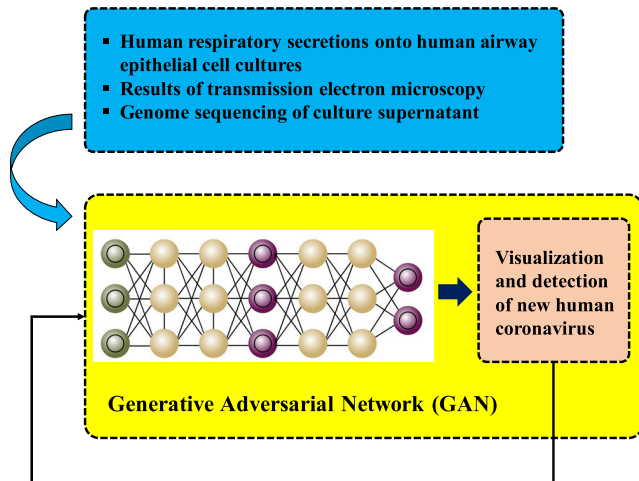 ▪ Human respiratory secretions onto human airway
epithelial cell cultures
▪ Results of transmission electron microscopy
▪ Genome sequencing of culture supernatant
Visualization
and detection
of new human
coronavirus
Generative Adversarial Network (GAN)